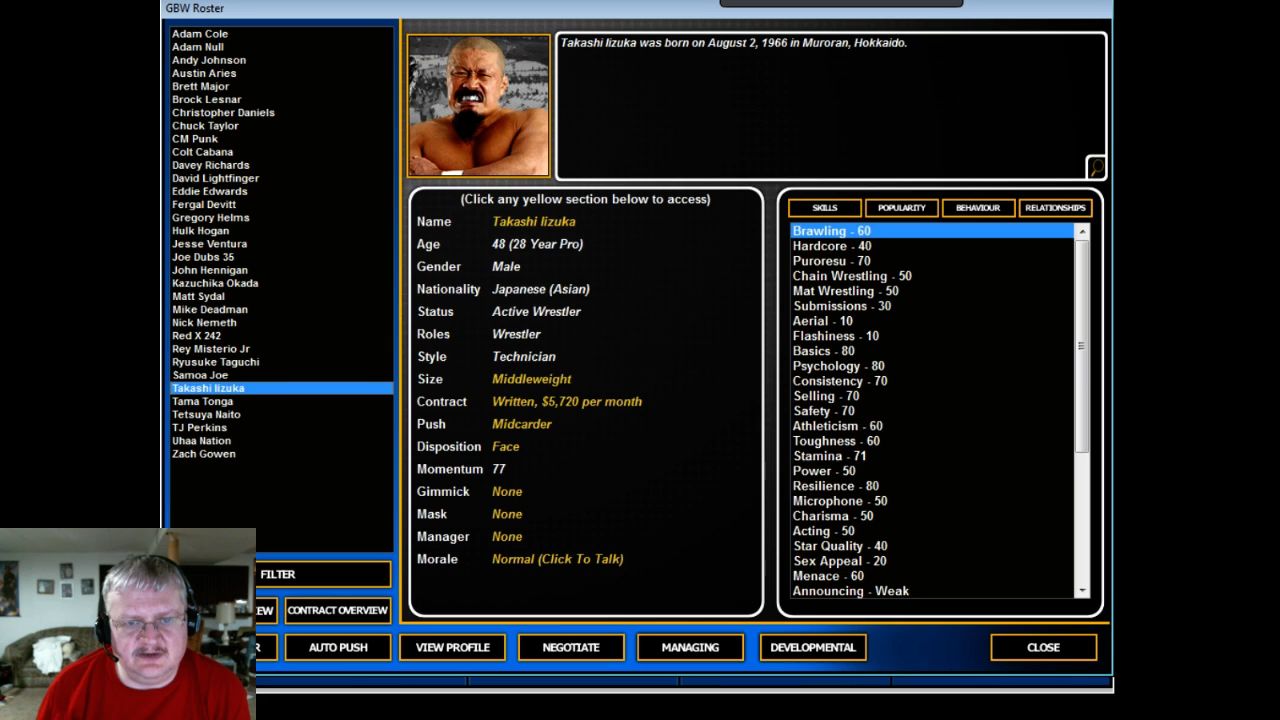 GBW Roster
Adam Cole
Adam Null
Andy Johnson
Austin Aries
Brett Major
Brock Lesnar
Christopher Daniels
Chuck Taylor
CM Punk
Colt Cabana
Davey Richards
David Lightfinger
Eddie Edwards
Fergal Devitt
Gregory Helms
Hulk Hogan
Jesse Ventura
Joe Dubs 35
John Hennigan
Kazuchika Okada
Matt Sydal
Mike Deadman
Nick Nemeth
Red X 242
Rey Misterio Jr
Ryusuke Taguchi
Samoa Joe
Takashi Iizuka
Tama Tonga
Tetsuya Naito
TJ Perkins
Uhaa Nation
Zach Gowen
Takashi Iizuka was born on August 2, 1966 in Muroran, Hokkaido.
(Click any yellow section below to access)
Name Takashi Iizuka
Age 48 (28 Year Pro)
Gender Male
Nationality Japanese (Asian)
Status Active Wrestler
Roles Wrestler
Style Technician
Size Middleweight
Contract Written, $5,720 per month
Push Midcarder
Disposition Face
Momentum 77
Gimmick None
Mask None
Manager None
Morale Normal (Click To Talk)
SKILLS POPULARITY BEHAVIOUR RELATIONSHIPS
Brawling - 60
Hardcore - 40
Puroresu - 70
Chain Wrestling - 50
Mat Wrestling - 50
Submissions - 30
Aerial - 10
Flashiness - 10
Basics - 80
Psychology - 80
Consistency - 70
Selling - 70
Safety - 70
Athleticism - 60
Toughness - 60
Stamina - 71
Power - 50
Resilience - 80
Microphone - 50
Charisma - 50
Acting - 50
Star Quality - 40
Sex Appeal - 20
Menace - 60
Announcing - Weak
FILTER
EW CONTRACT OVERVIEW
R AUTO PUSH VIEW PROFILE NEGOTIATE MANAGING DEVELOPMENTAL CLOSE